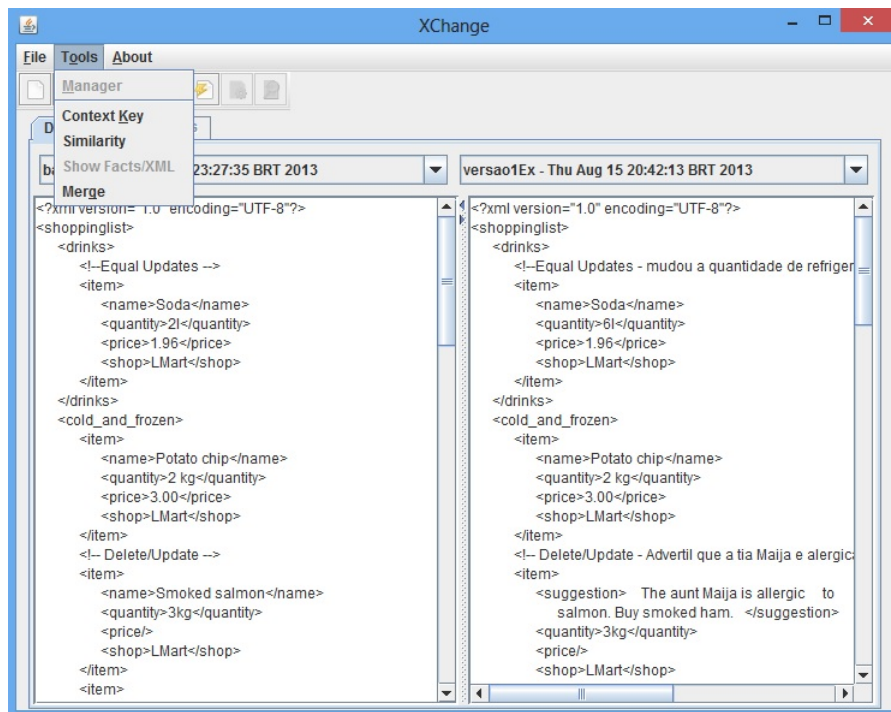 XChange
File Tools About
Manager
Context Key
Similarity
Show Facts/XML
Merge
23:27:35 BRT 2013
versao1Ex - Thu Aug 15 20:42:13 BRT 2013
<?xml version="1.0" encoding="UTF-8"?>
<shoppinglist>
<drinks>
<!--Equal Updates -->
<item>
<name>Soda</name>
<quantity>2l</quantity>
<price>1.96</price>
<shop>LMart</shop>
</item>
</drinks>
<cold_and_frozen>
<item>
<name>Potato chip</name>
<quantity>2 kg</quantity>
<price>3.00</price>
<shop>LMart</shop>
</item>
<!-- Delete/Update -->
<item>
<name>Smoked salmon</name>
<quantity>3kg</quantity>
<price/>
<shop>LMart</shop>
</item>
<item>
<?xml version="1.0" encoding="UTF-8"?>
<shoppinglist>
<drinks>
<!--Equal Updates - mudou a quantidade de refriger
<item>
<name>Soda</name>
<quantity>6l</quantity>
<price>1.96</price>
<shop>LMart</shop>
</item>
</drinks>
<cold_and_frozen>
<item>
<name>Potato chip</name>
<quantity>2 kg</quantity>
<price>3.00</price>
<shop>LMart</shop>
</item>
<!-- Delete/Update - Advertil que a tia Maija e alergic
<item>
<suggestion> The aunt Maija is allergic to
salmon. Buy smoked ham. </suggestion>
<quantity>3kg</quantity>
<price/>
<shop>LMart</shop>